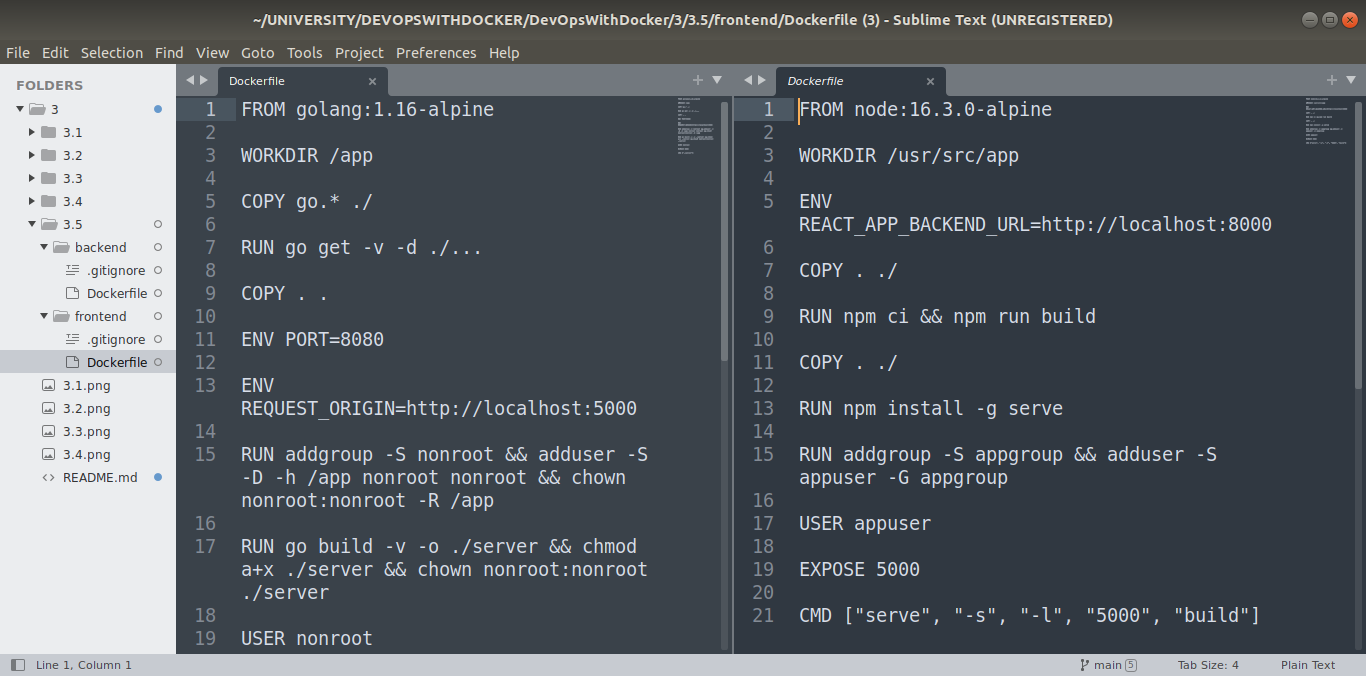 ~/UNIVERSITY/DEVOPSWITHDOCKER/DevOpsWithDocker/3/3.5/frontend/Dockerfile (3) - Sublime Text (UNREGISTERED)
File Edit Selection Find View Goto Tools Project Preferences Help
FOLDERS
3
3.1
3.2
3.3
3.4
3.5
backend
.gitignore
Dockerfile
frontend
.gitignore
Dockerfile
3.1.png
3.2.png
3.3.png
3.4.png
README.md
Dockerfile
1 FROM golang:1.16-alpine
2
3 WORKDIR /app
4
5 COPY go.* ./
6
7 RUN go get -v -d ./...
8
9 COPY . .
10
11 ENV PORT=8080
12
13 ENV
REQUEST_ORIGIN=http://localhost:5000
14
15 RUN addgroup -S nonroot && adduser -S
-D -h /app nonroot nonroot && chown
nonroot:nonroot -R /app
16
17 RUN go build -v -o ./server && chmod
a+x ./server && chown nonroot:nonroot
./server
18
19 USER nonroot
Dockerfile
1 FROM node:16.3.0-alpine
2
3 WORKDIR /usr/src/app
4
5 ENV
REACT_APP_BACKEND_URL=http://localhost:8000
6
7 COPY . ./
8
9 RUN npm ci && npm run build
10
11 COPY . ./
12
13 RUN npm install -g serve
14
15 RUN addgroup -S appgroup && adduser -S
appuser -G appgroup
16
17 USER appuser
18
19 EXPOSE 5000
20
21 CMD ["serve", "-s", "-l", "5000", "build"]
Line 1, Column 1
main 5
Tab Size: 4
Plain Text